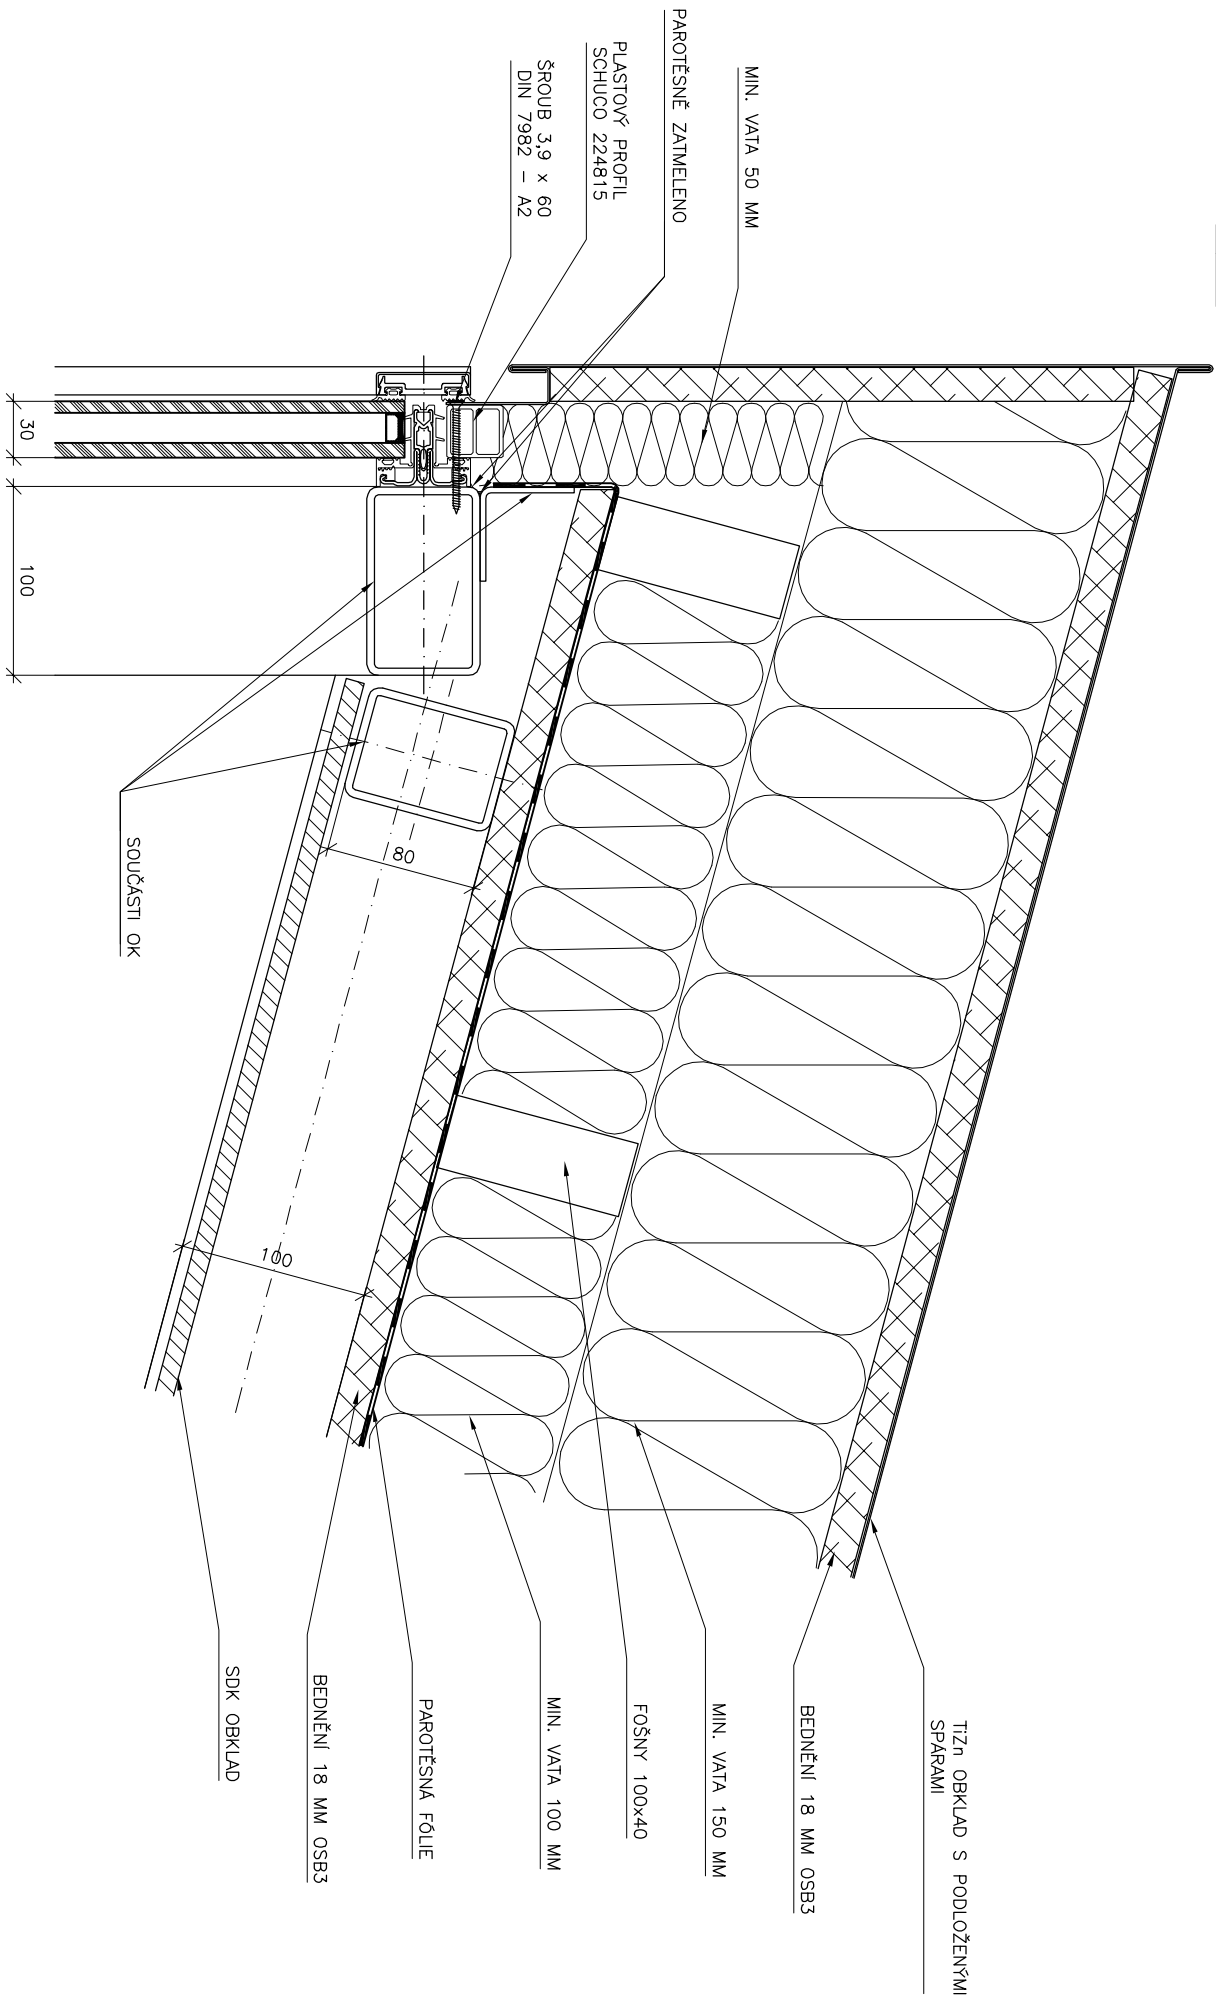 MIN. VATA 50 MM
PAROTĚSNĚ ZATMELENO
PLASTOVÝ PROFIL
SCHUCO 224815
ŠROUB 3,9 x 60
DIN 7982 - A2
30
100
SOUČÁSTI OK
80
100
TiZn OBKLAD S PODLOŽENÝMI
SPÁRAMI
BEDNĚNÍ 18 MM OSB3
MIN. VATA 150 MM
FOŠNY 100x40
MIN. VATA 100 MM
PAROTĚSNÁ FÓLIE
BEDNĚNÍ 18 MM OSB3
SDK OBKLAD